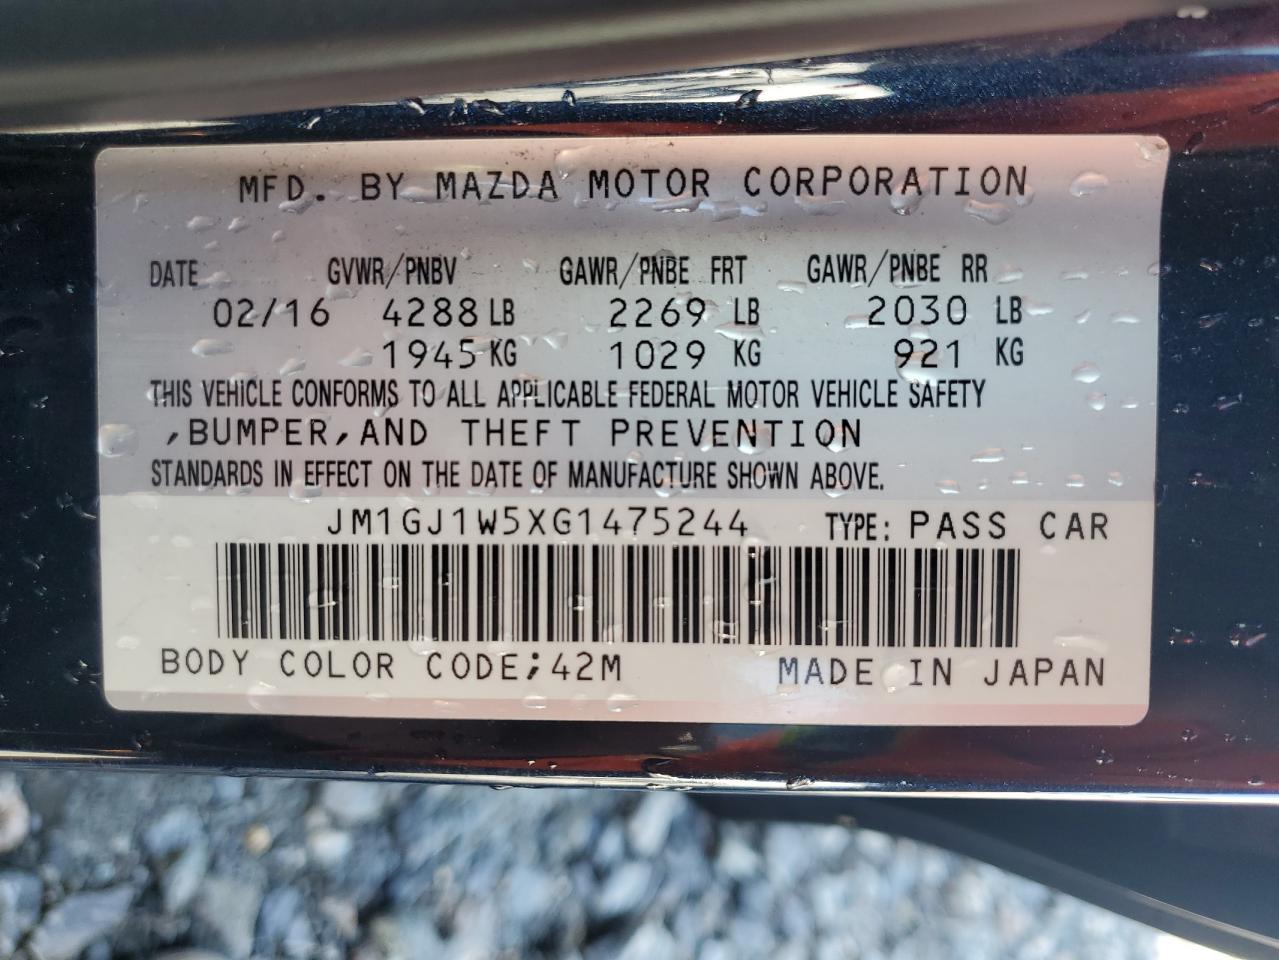 MFD. BY MAZDA MOTOR CORPORATION
DATE GVWR/PNBV GAWR/PNBE FRT GAWR/PNBE RR
02/16 4288 LB 2269 LB 2030 LB
1945 KG 1029 KG 921 KG
THIS VEHICLE CONFORMS TO ALL APPLICABLE FEDERAL MOTOR VEHICLE SAFETY
,BUMPER,AND THEFT PREVENTION
STANDARDS IN EFFECT ON THE DATE OF MANUFACTURE SHOWN ABOVE.
JM1GJ1W5XG1475244 TYPE: PASS CAR
BODY COLOR CODE;42M MADE IN JAPAN